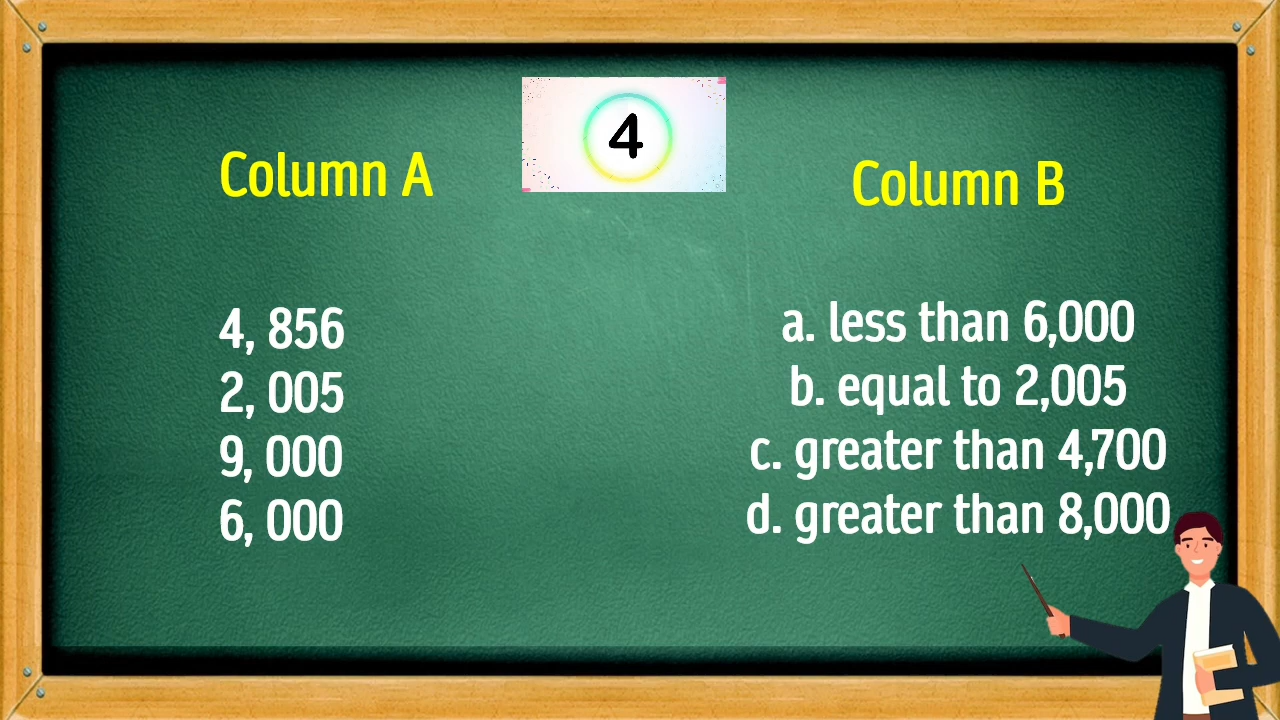 4
Column A
Column B
4, 856
2, 005
9, 000
6, 000
a. less than 6,000
b. equal to 2,005
c. greater than 4,700
d. greater than 8,000